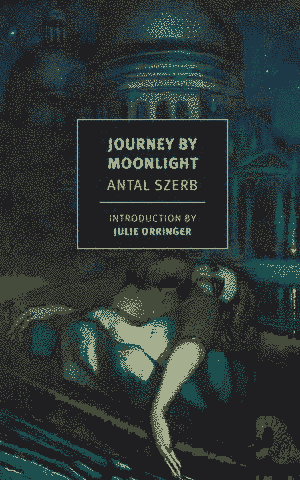 JOURNEY BY
MOONLIGHT
ANTAL SZERB
INTRODUCTION BY
JULIE ORRINGER